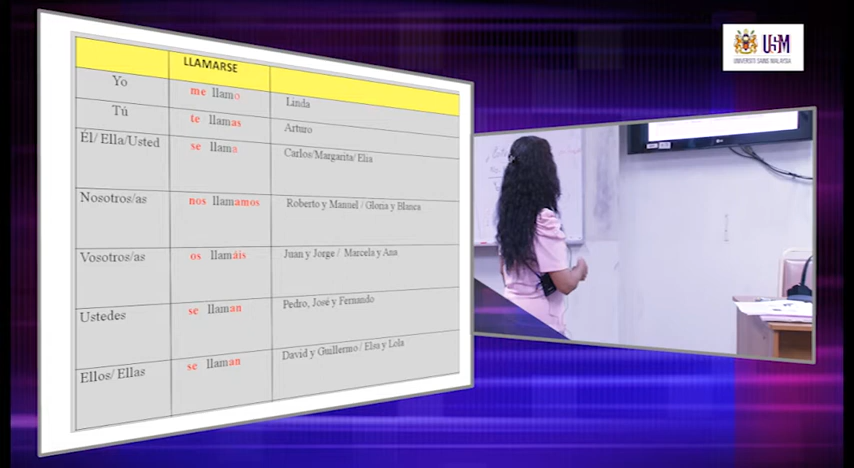 LLAMARSE
Yo me llamo Linda
Tú te llamas Arturo
Él/ Ella/Usted se llama Carlos/Margarita/ Elia
Nosotros/as nos llamamos Roberto y Manuel / Gloria y Blanca
Vosotros/as os llamáis Juan y Jorge / Marcela y Ana
Ustedes se llaman Pedro, José y Fernando
Ellos/ Ellas se llaman David y Guillermo / Elsa y Lola
USM
UNIVERSITI SAINS MALAYSIA